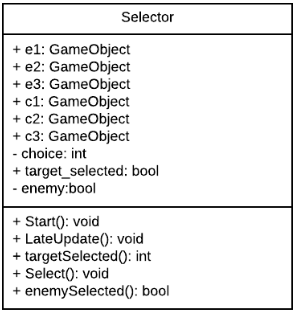 Selector
+ e1: GameObject
+ e2: GameObject
+ e3: GameObject
+ c1: GameObject
+ c2: GameObject
+ c3: GameObject
- choice: int
+ target_selected: bool
- enemy:bool
+ Start(): void
+ LateUpdate(): void
+ targetSelected(): int
+ Select(): void
+ enemySelected(): bool